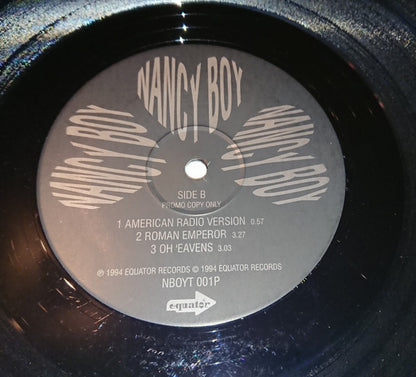 NANCY BOY
NANCY BOY
NANCY BOY
SIDE B
PROMO COPY ONLY
1 AMERICAN RADIO VERSION 0.57
2 ROMAN EMPEROR 3.27
3 OH 'EAVENS 3.03
℗ 1994 EQUATOR RECORDS © 1994 EQUATOR RECORDS
NBOYT 001P
equator